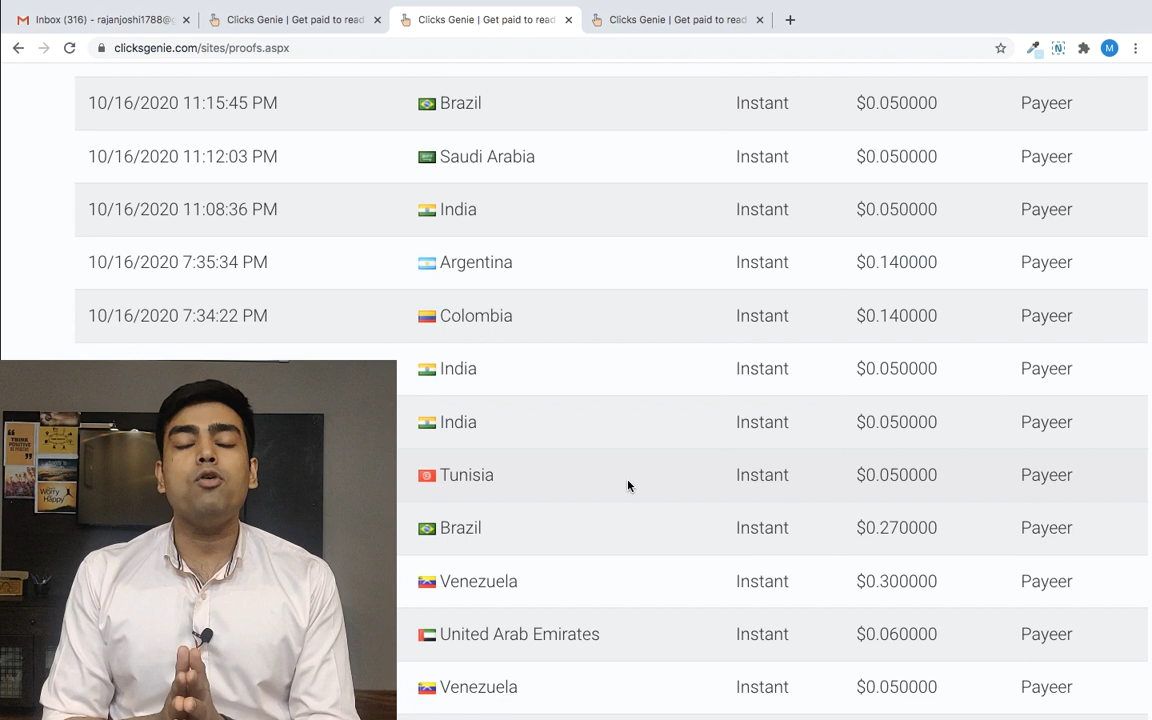 Inbox (316) - rajanjoshi1788@g
Clicks Genie | Get paid to read
Clicks Genie | Get paid to read
Clicks Genie | Get paid to read
clicksgenie.com/sites/proofs.aspx
N
M
10/16/2020 11:15:45 PM Brazil Instant $0.050000 Payeer
10/16/2020 11:12:03 PM Saudi Arabia Instant $0.050000 Payeer
10/16/2020 11:08:36 PM India Instant $0.050000 Payeer
10/16/2020 7:35:34 PM Argentina Instant $0.140000 Payeer
10/16/2020 7:34:22 PM Colombia Instant $0.140000 Payeer
India Instant $0.050000 Payeer
India Instant $0.050000 Payeer
Tunisia Instant $0.050000 Payeer
Brazil Instant $0.270000 Payeer
Venezuela Instant $0.300000 Payeer
United Arab Emirates Instant $0.060000 Payeer
Venezuela Instant $0.050000 Payeer
THINK
POSITIVE
Worry
Happy